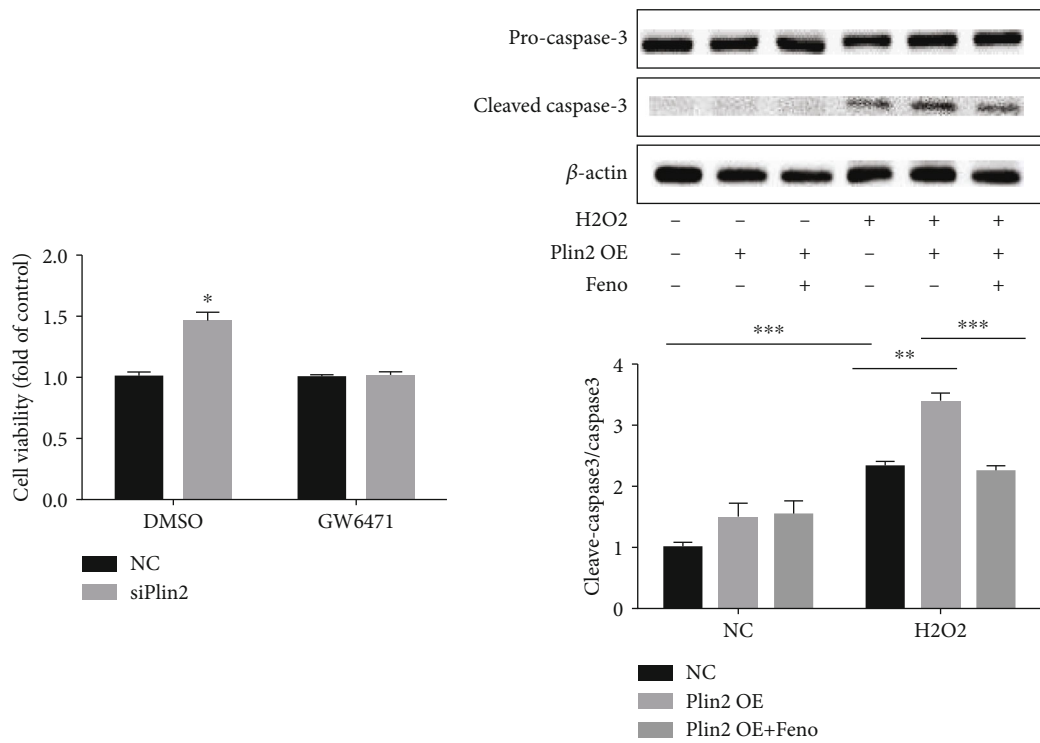 2.0
1.5
1.0
0.5
0.0
Cell viability (fold of control)
*
DMSO GW6471
NC
siPlin2
Pro-caspase-3
Cleaved caspase-3
β-actin
H2O2 – – – + + +
Plin2 OE – + + – + +
Feno – – + – – +
4
3
2
1
0
Cleave-caspase3/caspase3
*** ***
**
NC H2O2
NC
Plin2 OE
Plin2 OE+Feno